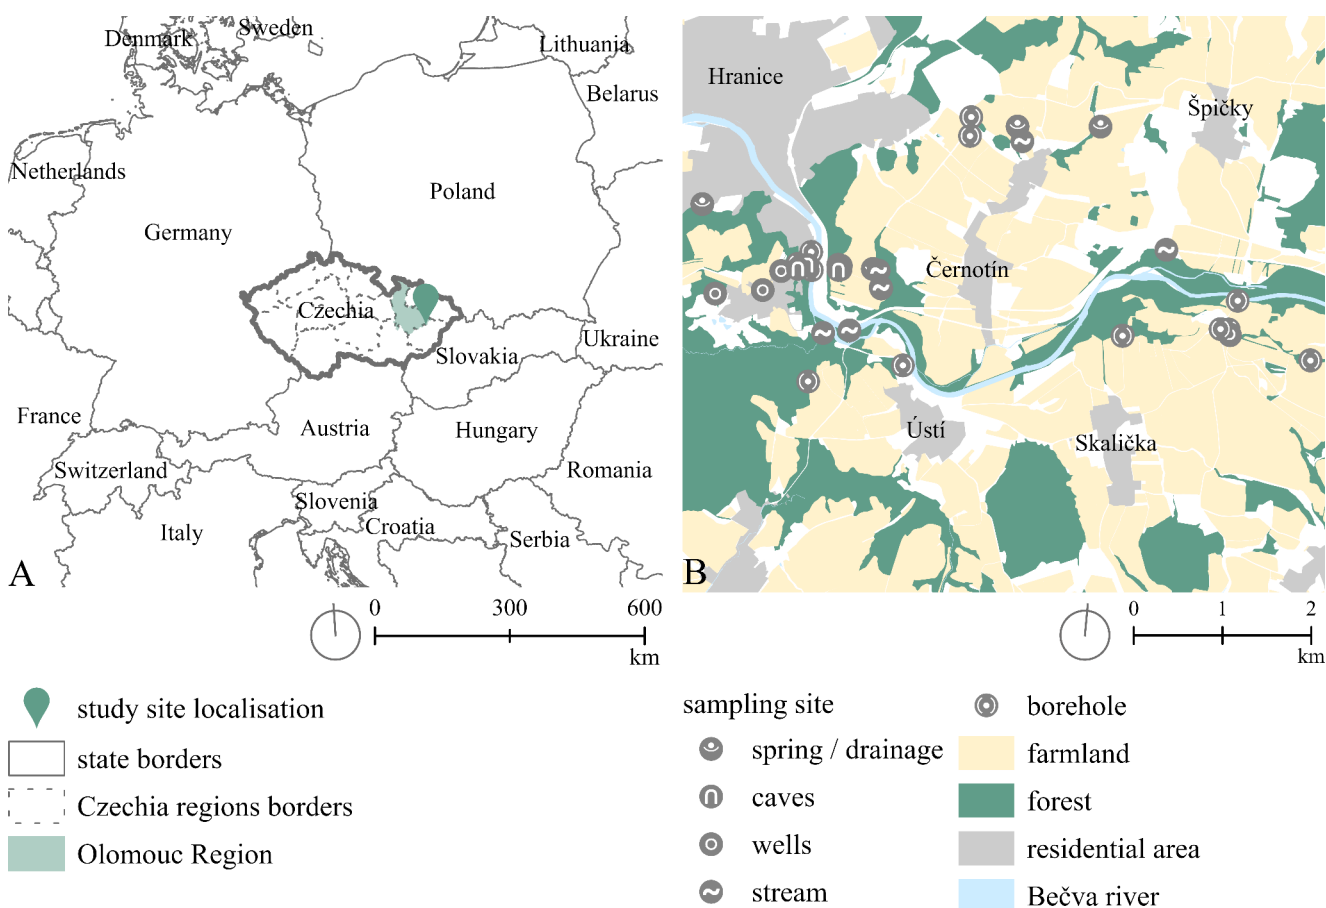 Denmark
Sweden
Lithuania
Belarus
Netherlands
Poland
Germany
Czechia
Ukraine
Slovakia
France
Austria
Hungary
Switzerland
Romania
Slovenia
Italy
Croatia
Serbia
A
0 300 600
km
study site localisation
state borders
Czechia regions borders
Olomouc Region
Hranice
Špičky
Černotín
Ústí
Skalička
B
0 1 2
km
sampling site
spring / drainage
caves
wells
stream
borehole
farmland
forest
residential area
Bečva river